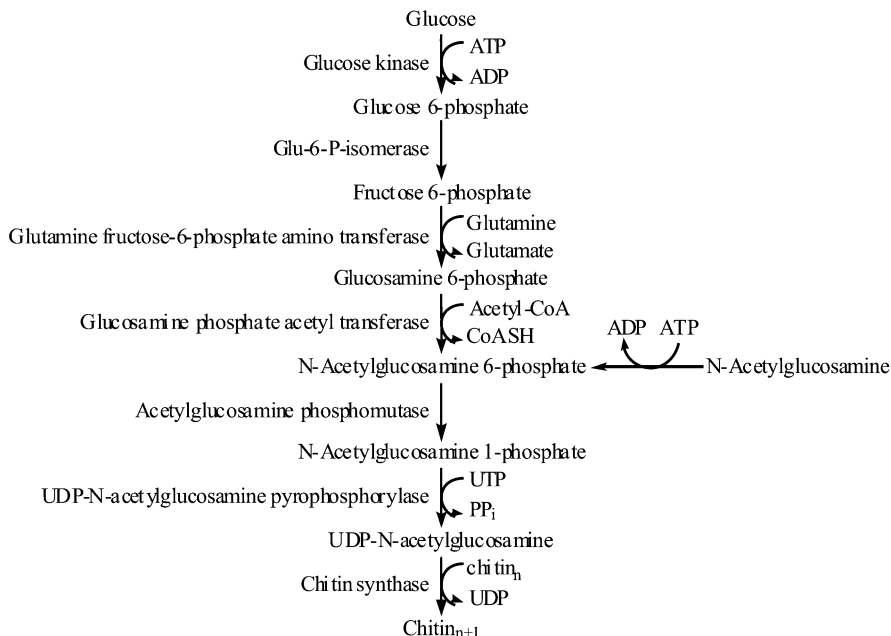 Glucose
ATP
Glucose kinase
ADP
Glucose 6-phosphate
Glu-6-P-isomerase
Fructose 6-phosphate
Glutamine
Glutamine fructose-6-phosphate amino transferase
Glutamate
Glucosamine 6-phosphate
Acetyl-CoA
Glucosamine phosphate acetyl transferase
CoASH
ADP ATP
N-Acetylglucosamine 6-phosphate
N-Acetylglucosamine
Acetylglucosamine phosphomutase
N-Acetylglucosamine 1-phosphate
UTP
UDP-N-acetylglucosamine pyrophosphorylase
PPi
UDP-N-acetylglucosamine
chitinn
Chitin synthase
UDP
Chitinn+1